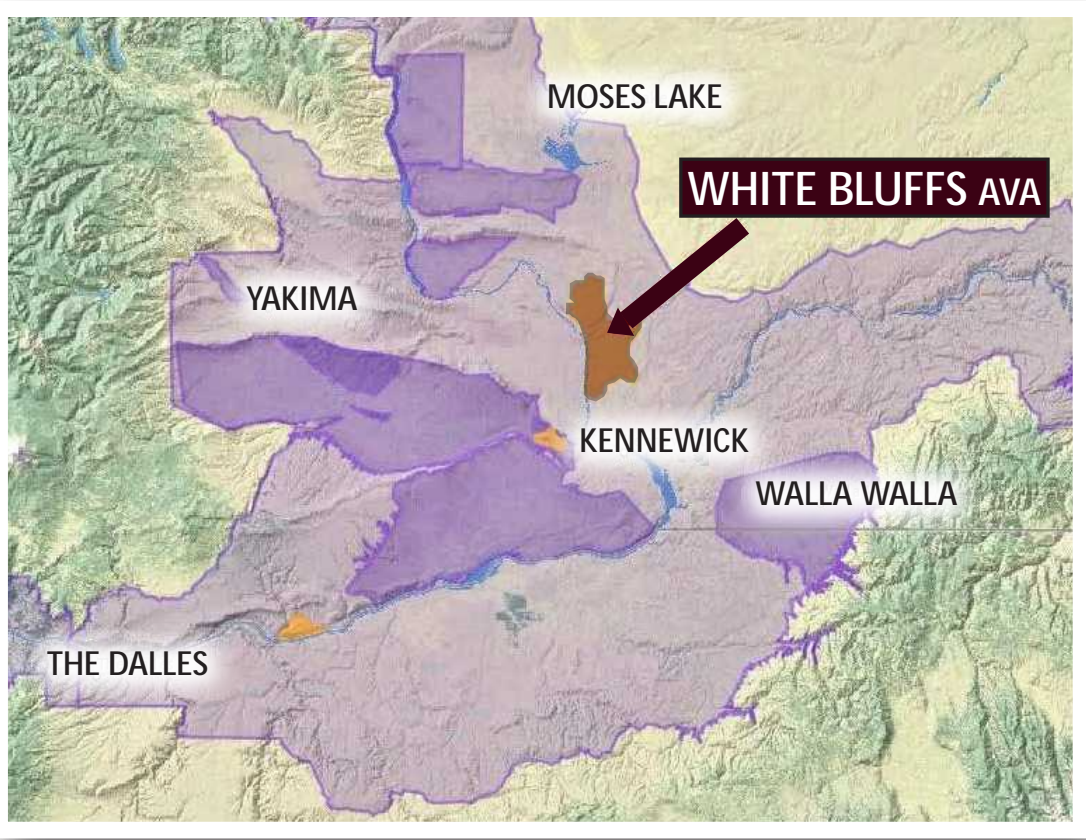 MOSES LAKE
WHITE BLUFFS AVA
YAKIMA
KENNEWICK
WALLA WALLA
THE DALLES